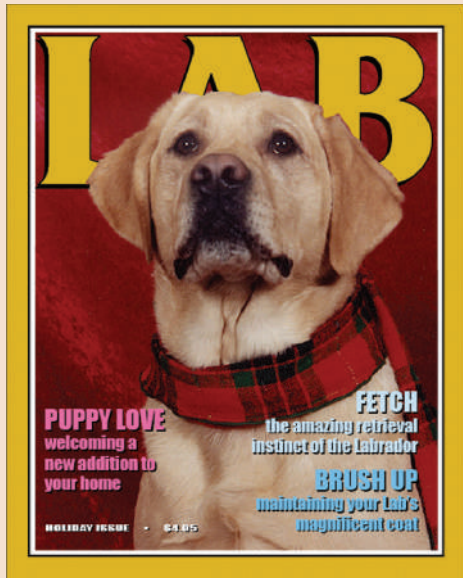 LAB
PUPPY LOVE
welcoming a
new addition to
your home
FETCH
the amazing retrieval
instinct of the Labrador
BRUSH UP
maintaining your Lab's
magnificent coat
HOLIDAY ISSUE • $4.05